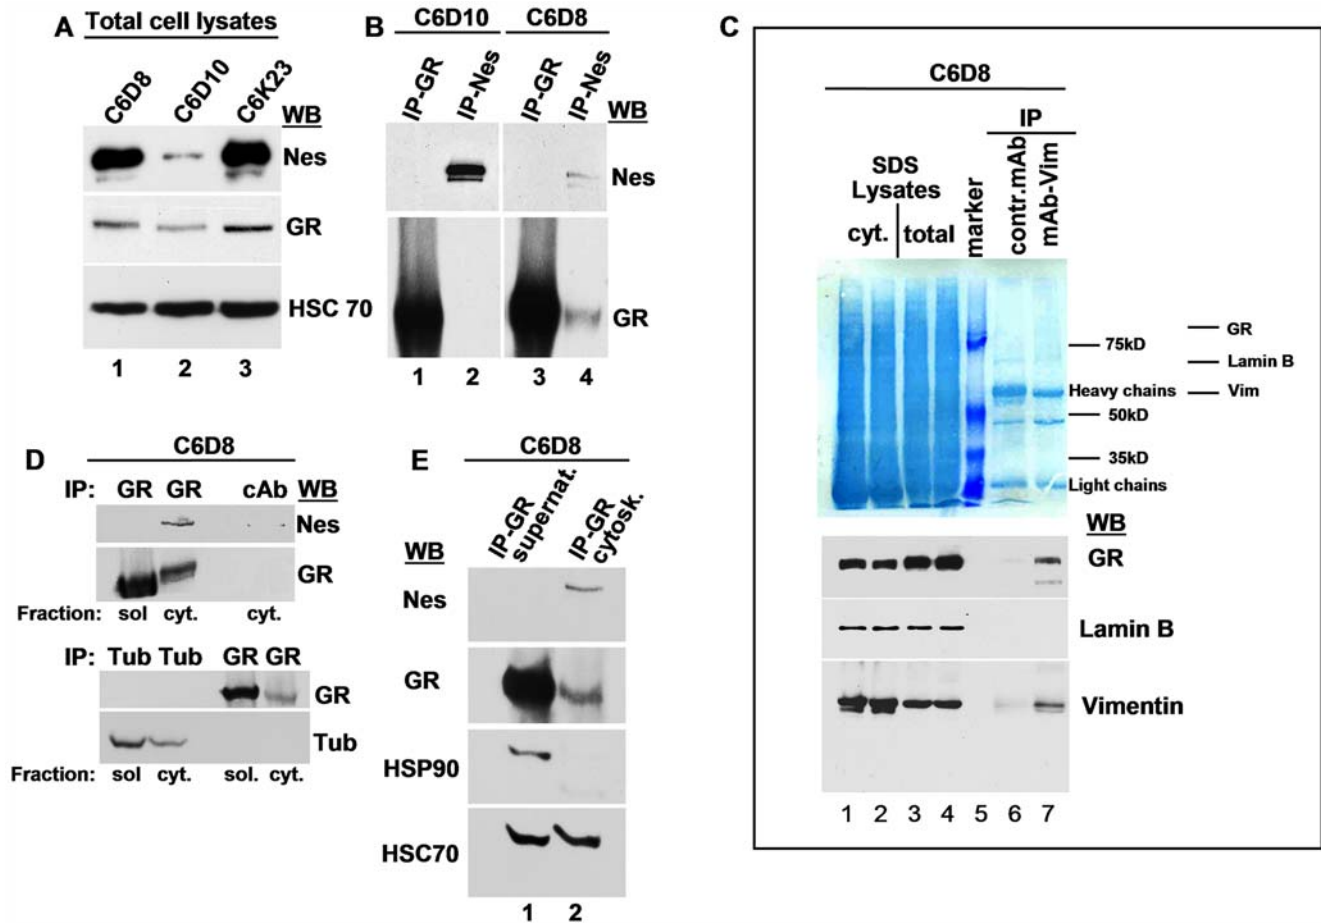 A
Total cell lysates
C6D8
C6D10
C6K23
WB
Nes
GR
HSC 70
1 2 3
B
C6D10 C6D8
IP-GR
IP-Nes
IP-GR
IP-Nes
WB
Nes
GR
1 2 3 4
C
C6D8
IP
SDS
Lysates
cyt. total
marker
contr.mAb
mAb-Vim
GR
75kD
Lamin B
Heavy chains
Vim
50kD
35kD
Light chains
WB
GR
Lamin B
Vimentin
1 2 3 4 5 6 7
D
C6D8
IP: GR GR cAb WB
Nes
GR
Fraction: sol cyt. cyt.
IP: Tub Tub GR GR
GR
Tub
Fraction: sol cyt. sol. cyt.
E
C6D8
IP-GR
supernat.
IP-GR
cytosk.
WB
Nes
GR
HSP90
HSC70
1 2